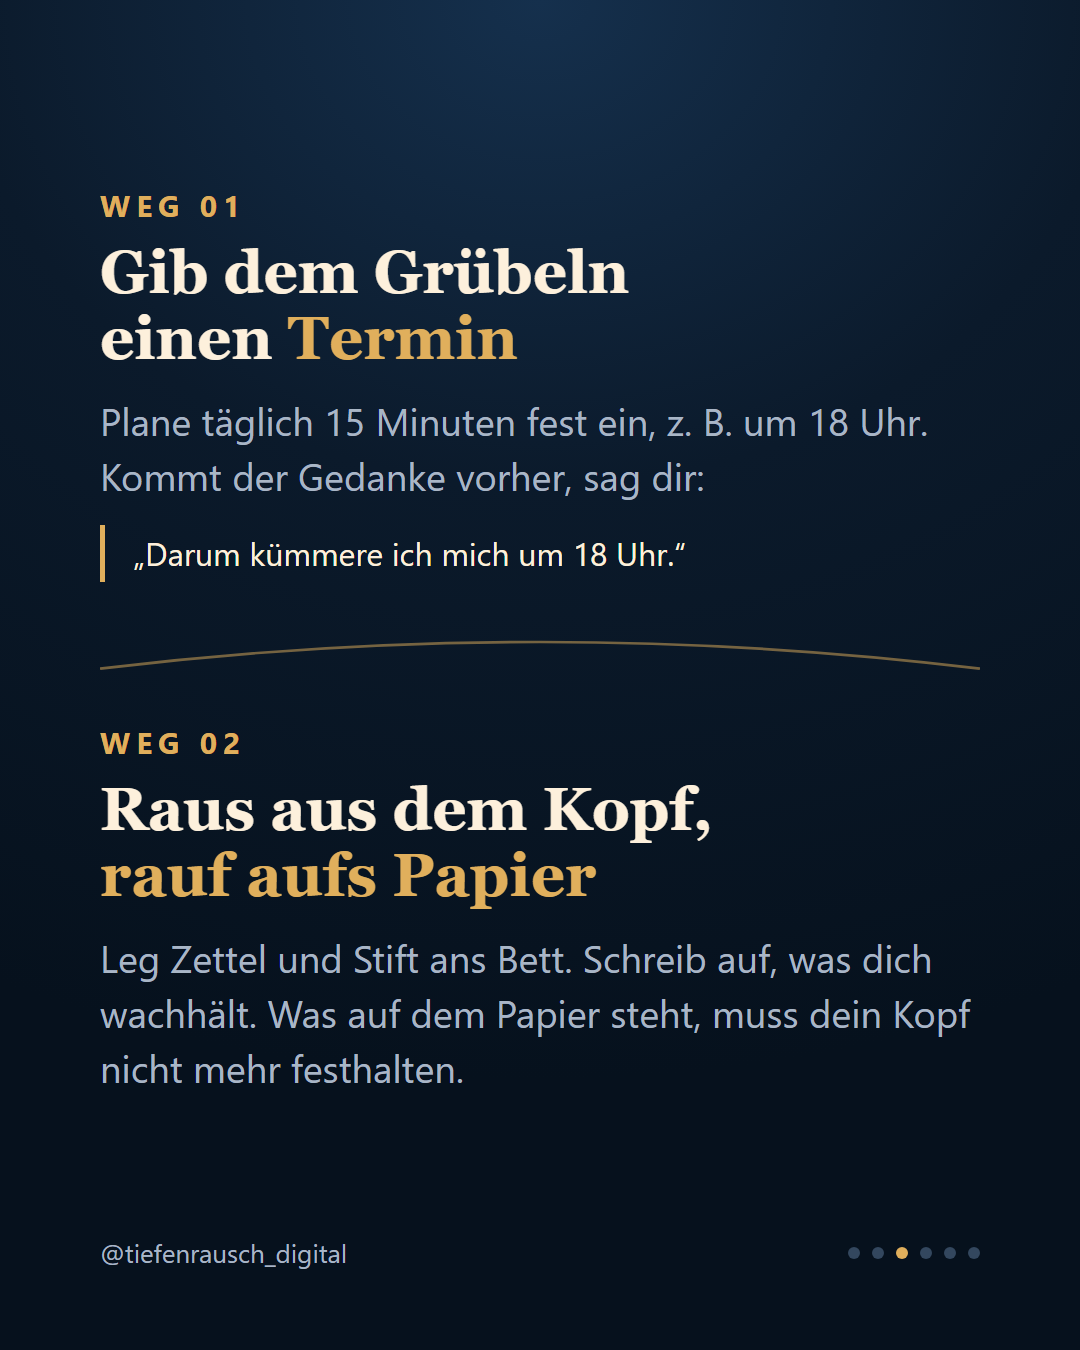 WEG 01
Gib dem Grübeln
einen Termin
Plane täglich 15 Minuten fest ein, z. B. um 18 Uhr.
Kommt der Gedanke vorher, sag dir:
„Darum kümmere ich mich um 18 Uhr.“
WEG 02
Raus aus dem Kopf,
rauf aufs Papier
Leg Zettel und Stift ans Bett. Schreib auf, was dich
wachhält. Was auf dem Papier steht, muss dein Kopf
nicht mehr festhalten.
@tiefenrausch_digital